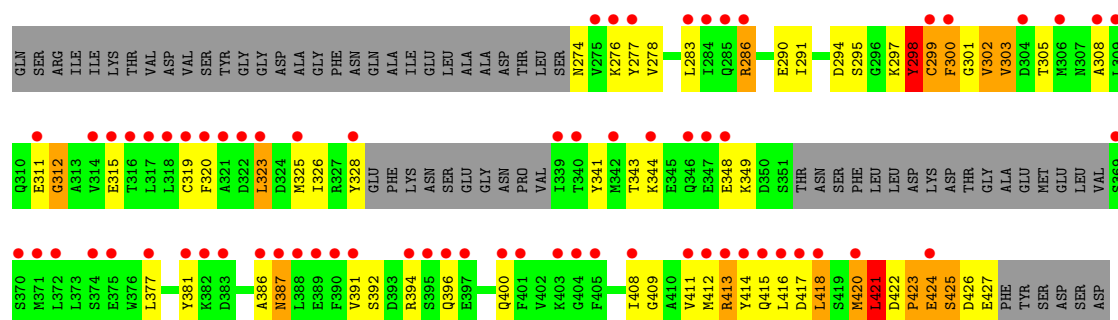 GLN SER ARG ILE ILE LYS THR VAL ASP VAL SER TYR GLY GLY ASP ALA GLY PHE ASN GLN ALA ALA ILE GLU LEU ALA ALA ASP THR LEU SER N274 V275 K276 Y277 V278 L283 I284 Q285 R286 E290 I291 D294 S295 G296 K297 Y298 C299 F300 G301 V302 V303 D304 T305 M306 N307 A308 L309
Q310 E311 G312 A313 V314 E315 T316 L317 L318 C319 F320 A321 D322 L323 D324 M325 I326 R327 Y328 GLU PHE LYS ASN SER GLU GLY ASN PRO VAL I339 T340 Y341 M342 T343 K344 E345 Q346 E347 E348 K349 D350 S351 THR ASN SER PHE LEU LEU ASP LYS ASP THR GLY ALA GLU MET GLU LEU VAL S369
S370 M371 L372 L373 S374 E375 W376 L377 Y381 K382 D383 A386 N387 L388 E389 F390 V391 S392 D393 R394 S395 Q396 E397 Q400 F401 V402 K403 G404 F405 I408 G409 A410 V411 M412 R413 Y414 Q415 L416 D417 L418 S419 M420 L421 D422 P423 E424 S425 D426 E427 PHE TYR SER ASP SER ASP